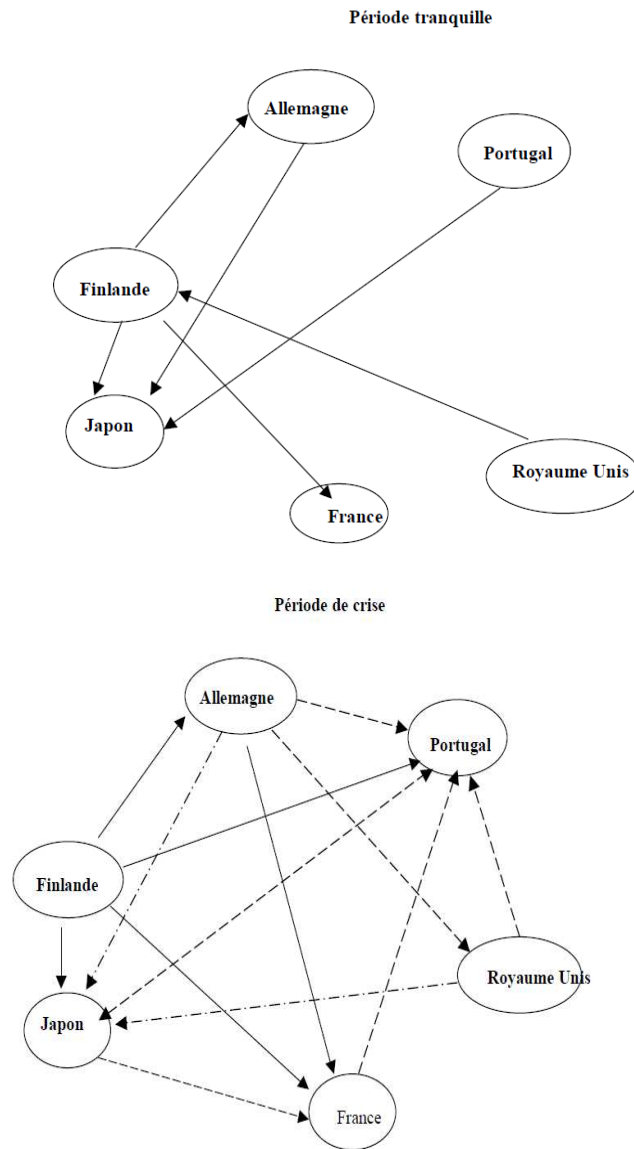 Période tranquille
Allemagne
Portugal
Finlande
Japon
Royaume Unis
France
Période de crise
Allemagne
Portugal
Finlande
Royaume Unis
Japon
France